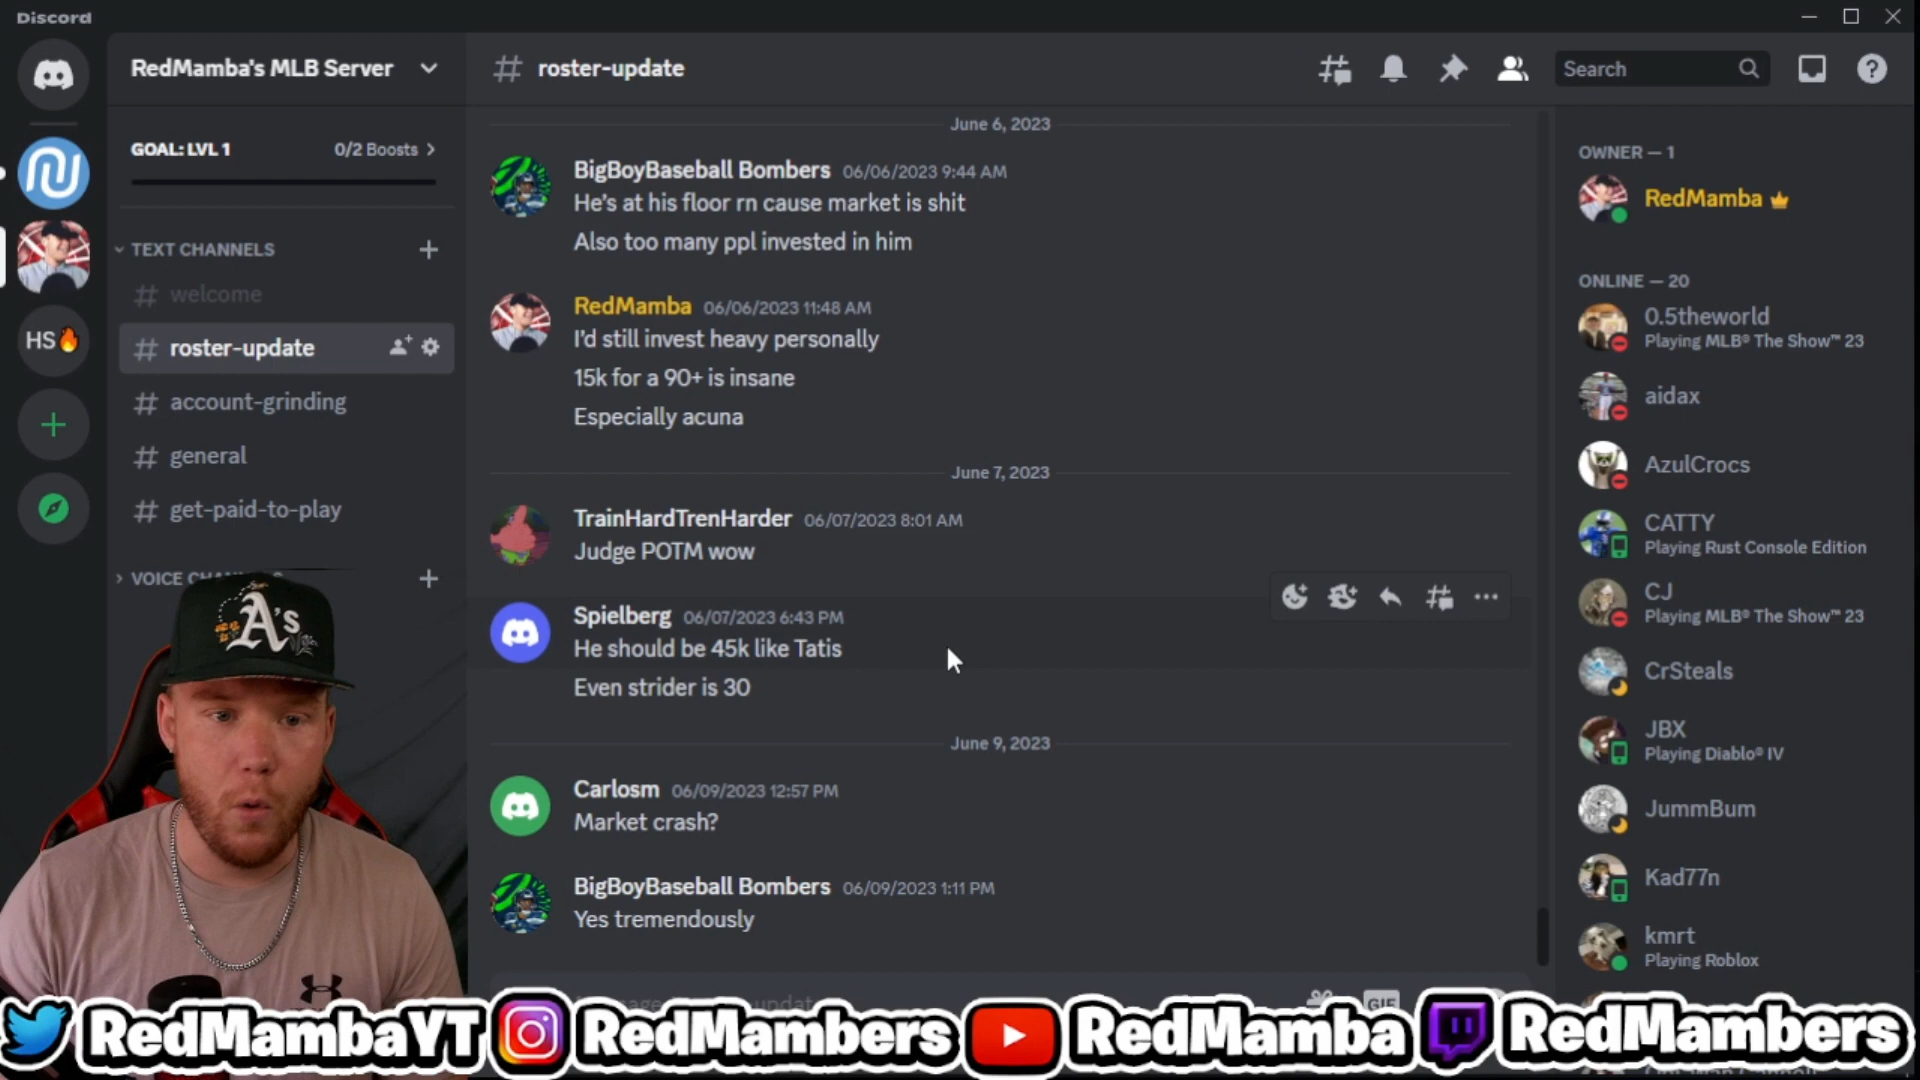 Discord
RedMamba's MLB Server
GOAL: LVL 1
0/2 Boosts
TEXT CHANNELS
welcome
roster-update
account-grinding
general
get-paid-to-play
HS
roster-update
Search
June 6, 2023
BigBoyBaseball Bombers 06/06/2023 9:44 AM
He's at his floor rn cause market is shit
Also too many ppl invested in him
RedMamba 06/06/2023 11:48 AM
I'd still invest heavy personally
15k for a 90+ is insane
Especially acuna
June 7, 2023
TrainHardTrenHarder 06/07/2023 8:01 AM
Judge POTM wow
Spielberg 06/07/2023 6:43 PM
He should be 45k like Tatis
Even strider is 30
June 9, 2023
Carlosm 06/09/2023 12:57 PM
Market crash?
BigBoyBaseball Bombers 06/09/2023 1:11 PM
Yes tremendously
GIF
OWNER — 1
RedMamba
ONLINE — 20
0.5theworld
Playing MLB® The Show™ 23
aidax
AzulCrocs
CATTY
Playing Rust Console Edition
CJ
Playing MLB® The Show™ 23
CrSteals
JBX
Playing Diablo® IV
JummBum
Kad77n
kmrt
Playing Roblox
VOICE
A's
RedMambaYT
RedMambers
RedMamba
RedMambers